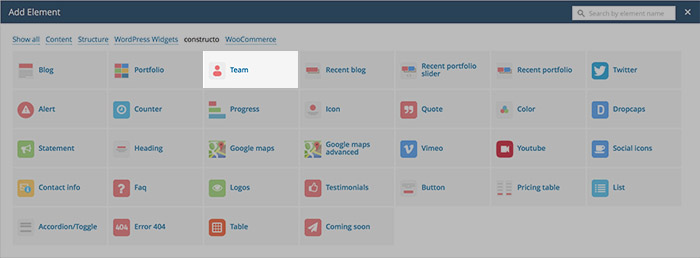 Add Element
Search by element name
Show all Content Structure WordPress Widgets constructo WooCommerce
Blog Portfolio Team Recent blog Recent portfolio slider Recent portfolio Twitter
Alert Counter Progress Icon Quote Color Dropcaps
Statement Heading Google maps Google maps advanced Vimeo Youtube Social icons
Contact info Faq Logos Testimonials Button Pricing table List
Accordion/Toggle Error 404 Table Coming soon